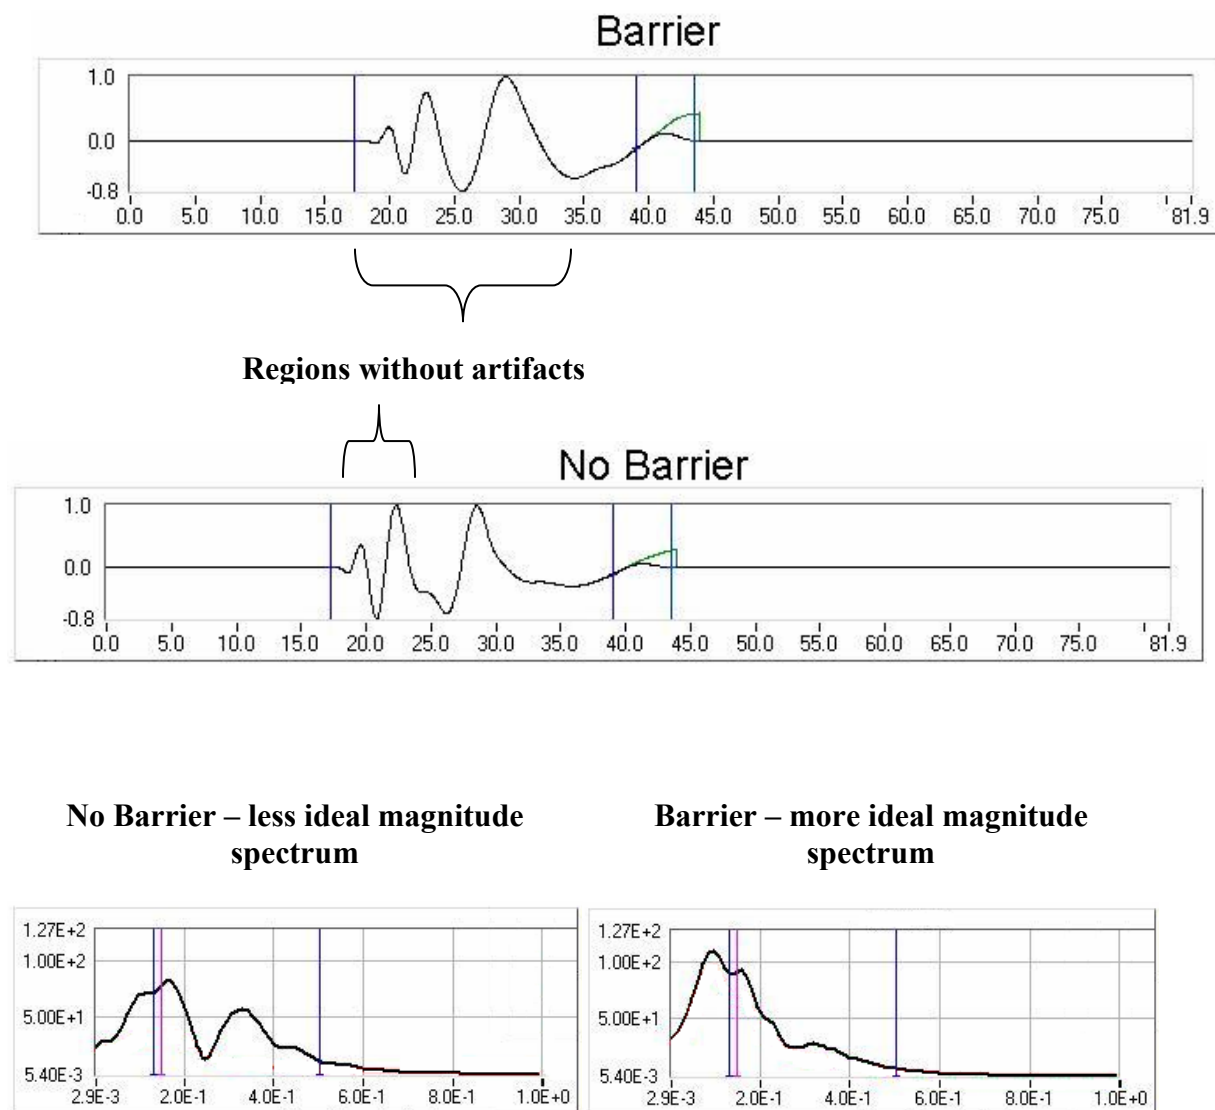 Barrier
1.0
0.0
-0.8
0.0 5.0 10.0 15.0 20.0 25.0 30.0 35.0 40.0 45.0 50.0 55.0 60.0 65.0 70.0 75.0 81.9
Regions without artifacts
No Barrier
1.0
0.0
-0.8
0.0 5.0 10.0 15.0 20.0 25.0 30.0 35.0 40.0 45.0 50.0 55.0 60.0 65.0 70.0 75.0 81.9
No Barrier – less ideal magnitude
spectrum
Barrier – more ideal magnitude
spectrum
1.27E+2
1.00E+2
5.00E+1
5.40E-3
2.9E-3 2.0E-1 4.0E-1 6.0E-1 8.0E-1 1.0E+0
1.27E+2
1.00E+2
5.00E+1
5.40E-3
2.9E-3 2.0E-1 4.0E-1 6.0E-1 8.0E-1 1.0E+0